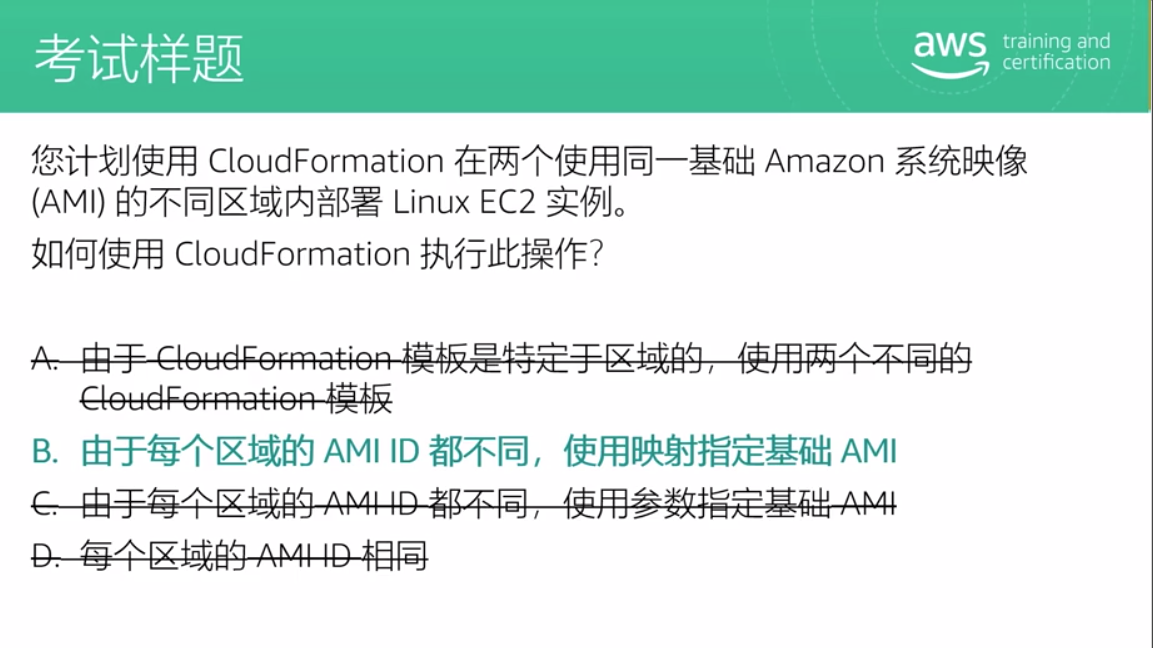 考试样题
aws training and
certification
您计划使用 CloudFormation 在两个使用同一基础 Amazon 系统映像
(AMI) 的不同区域内部署 Linux EC2 实例。
如何使用 CloudFormation 执行此操作?
A. 由于 CloudFormation 模板是特定于区域的，使用两个不同的
CloudFormation 模板
B. 由于每个区域的 AMI ID 都不同，使用映射指定基础 AMI
C. 由于每个区域的 AMI ID 都不同，使用参数指定基础 AMI
D. 每个区域的 AMI ID 相同